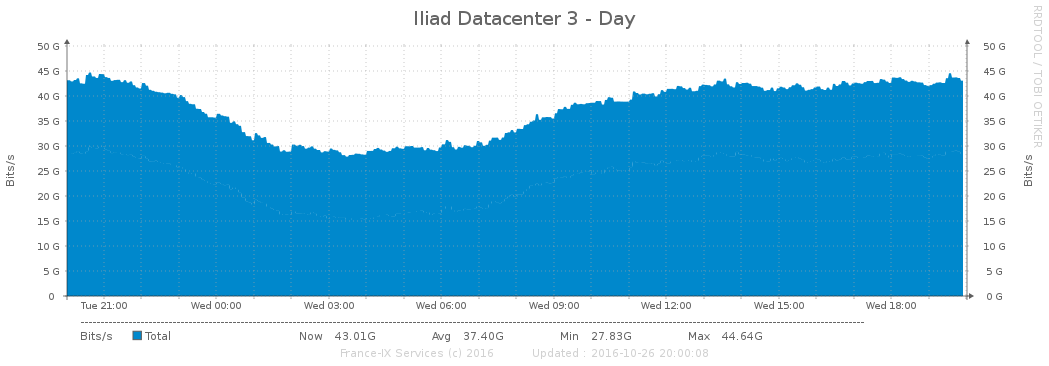 Iliad Datacenter 3 - Day
RRDTOOL / TOBI OETIKER
Bits/s
50 G
45 G
40 G
35 G
30 G
25 G
20 G
15 G
10 G
5 G
0
50 G
45 G
40 G
35 G
30 G
25 G
20 G
15 G
10 G
5 G
0 G
Bits/s
Tue 21:00 Wed 00:00 Wed 03:00 Wed 06:00 Wed 09:00 Wed 12:00 Wed 15:00 Wed 18:00
Bits/s Total Now 43.01G Avg 37.40G Min 27.83G Max 44.64G
France-IX Services (c) 2016 Updated : 2016-10-26 20:00:08